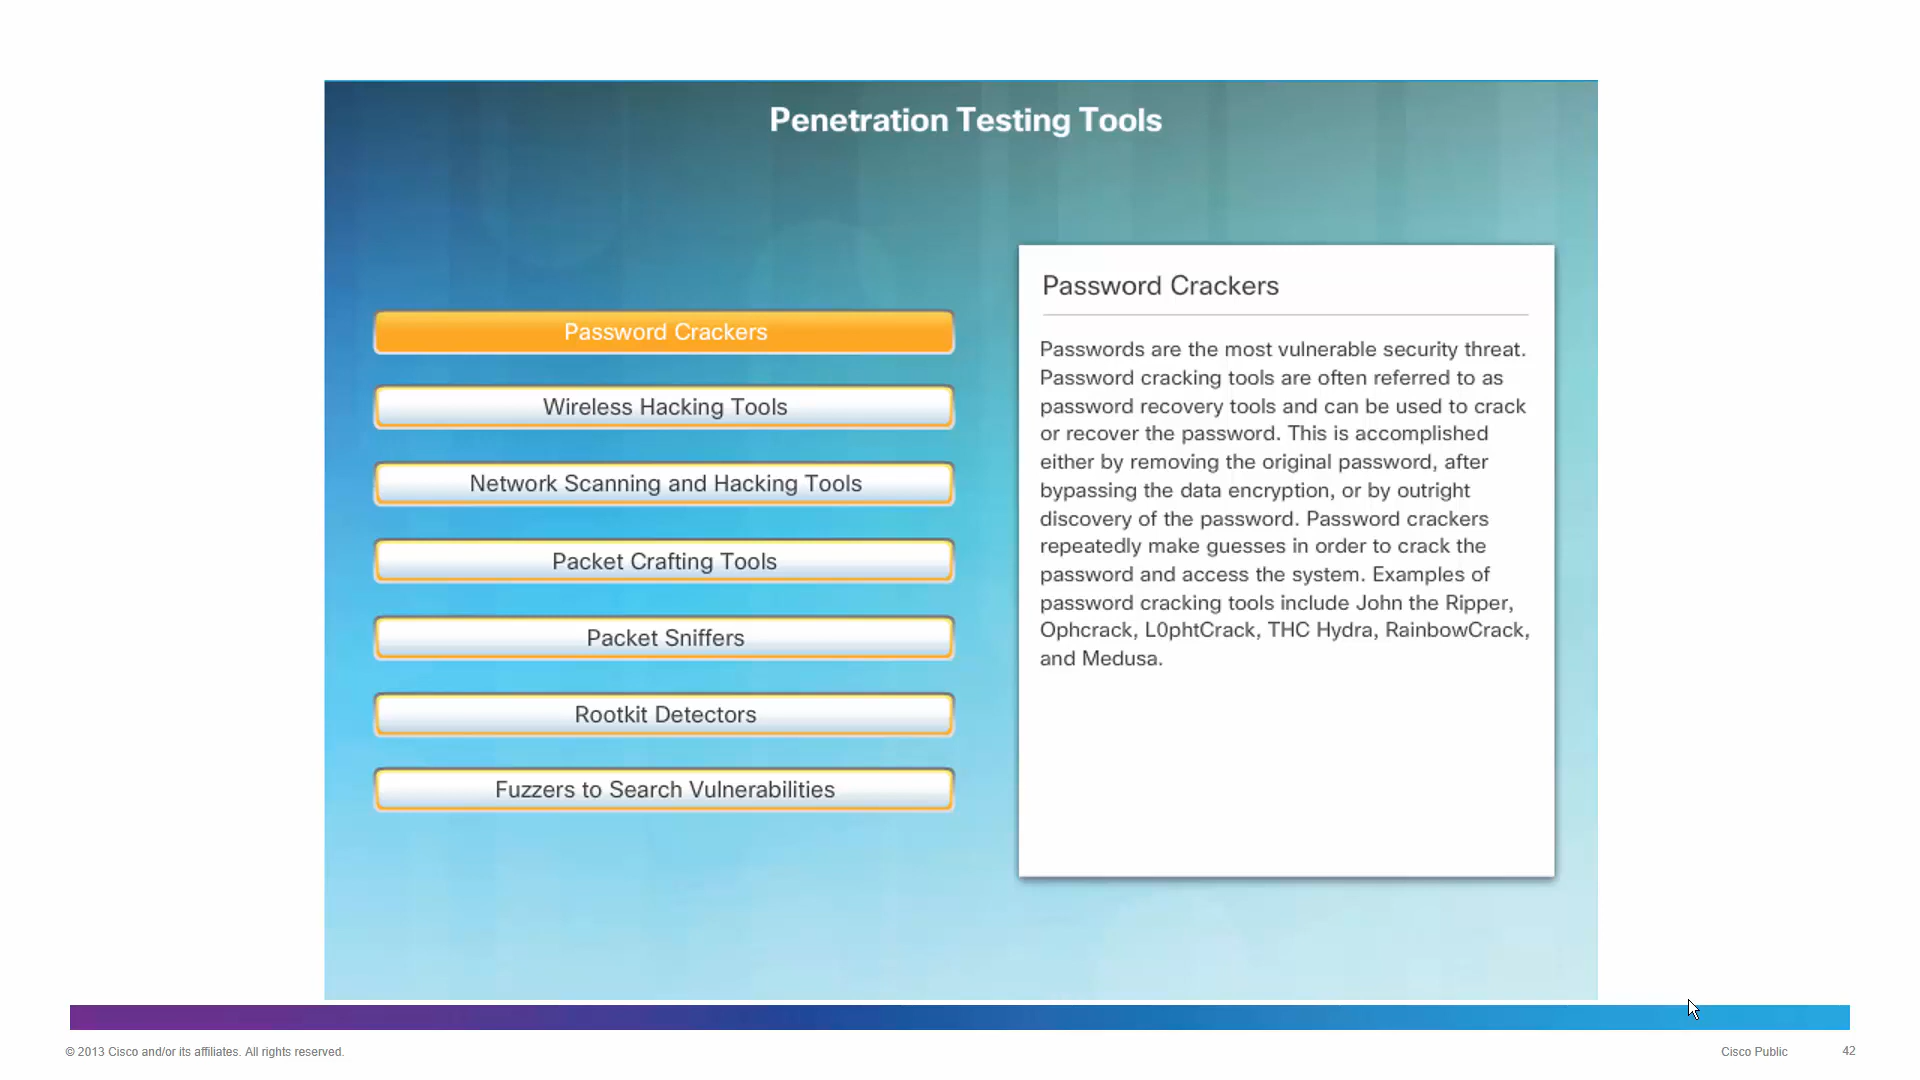 Penetration Testing Tools
Password Crackers
Wireless Hacking Tools
Network Scanning and Hacking Tools
Packet Crafting Tools
Packet Sniffers
Rootkit Detectors
Fuzzers to Search Vulnerabilities
Password Crackers
Passwords are the most vulnerable security threat.
Password cracking tools are often referred to as
password recovery tools and can be used to crack
or recover the password. This is accomplished
either by removing the original password, after
bypassing the data encryption, or by outright
discovery of the password. Password crackers
repeatedly make guesses in order to crack the
password and access the system. Examples of
password cracking tools include John the Ripper,
Ophcrack, L0phtCrack, THC Hydra, RainbowCrack,
and Medusa.
© 2013 Cisco and/or its affiliates. All rights reserved.
Cisco Public
42